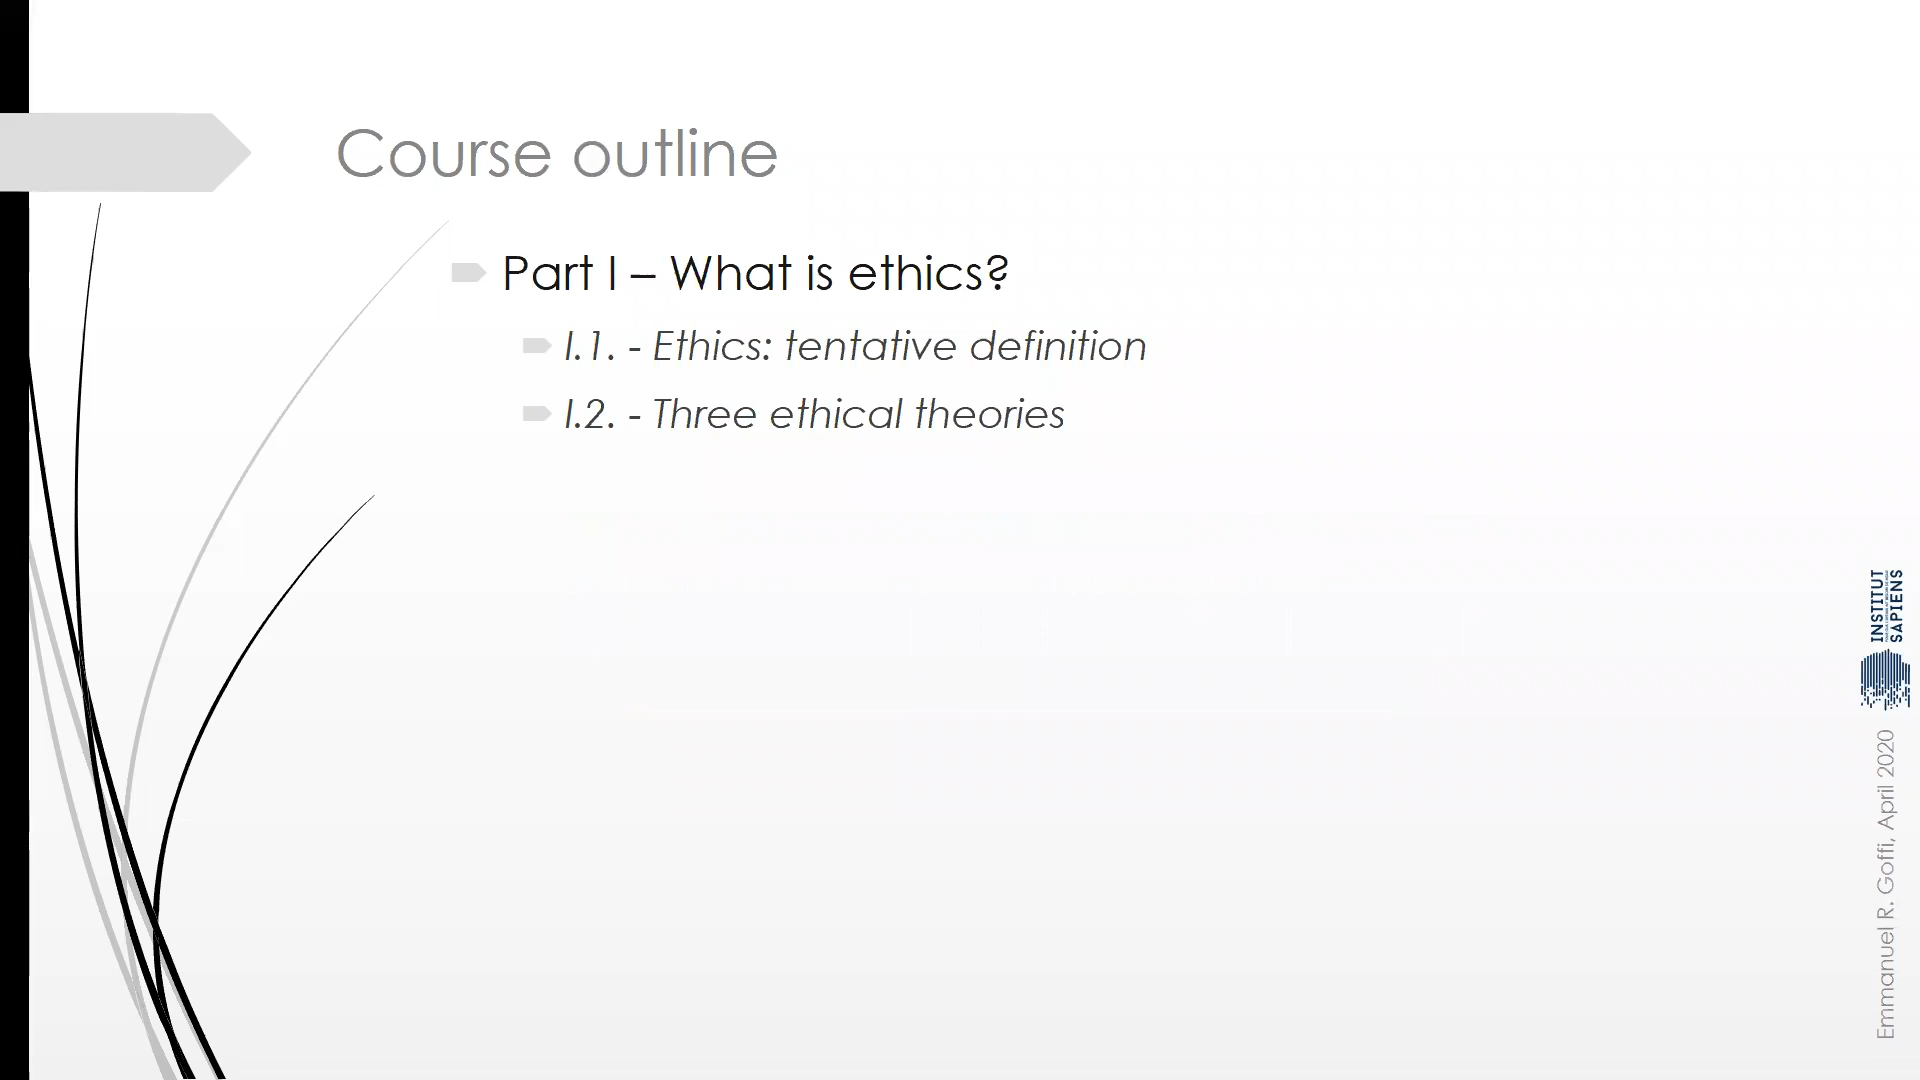 Course outline
Part I – What is ethics?
I.1. - Ethics: tentative definition
I.2. - Three ethical theories
INSTITUT
SAPIENS
Emmanuel R. Goffi, April 2020